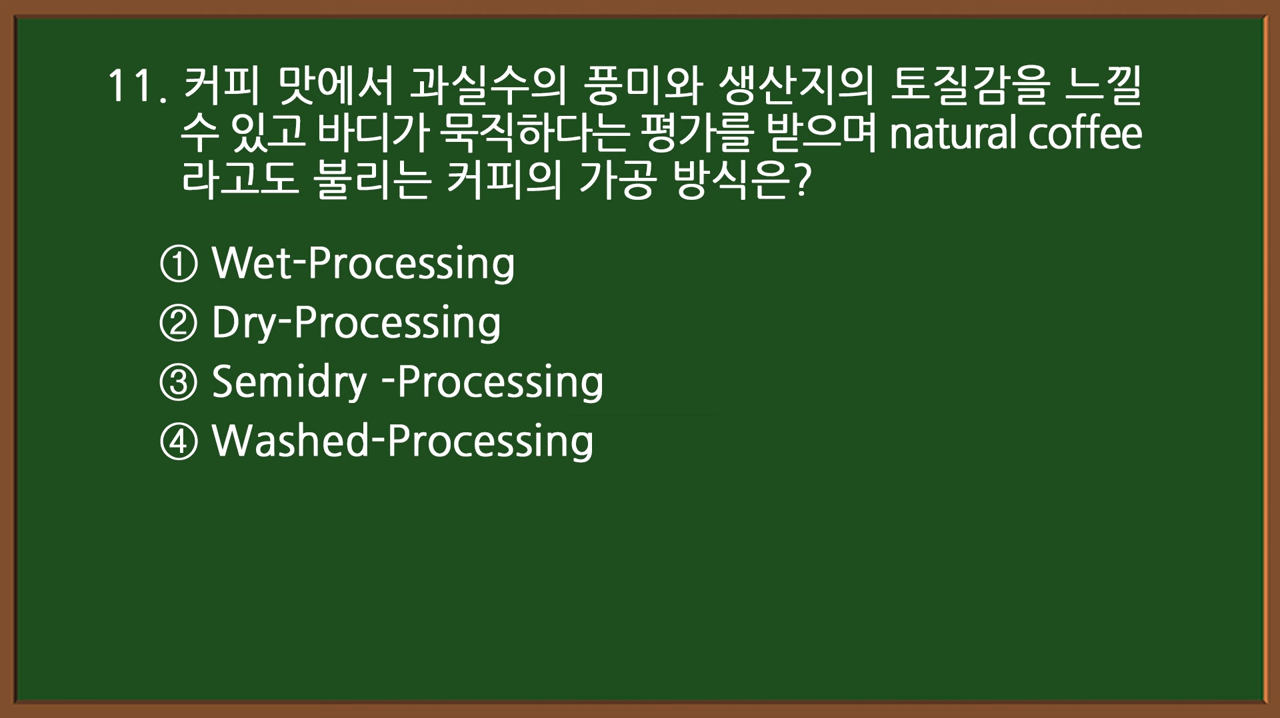 11. 커피 맛에서 과실수의 풍미와 생산지의 토질감을 느낄
수 있고 바디가 묵직하다는 평가를 받으며 natural coffee
라고도 불리는 커피의 가공 방식은?
① Wet-Processing
② Dry-Processing
③ Semidry -Processing
④ Washed-Processing